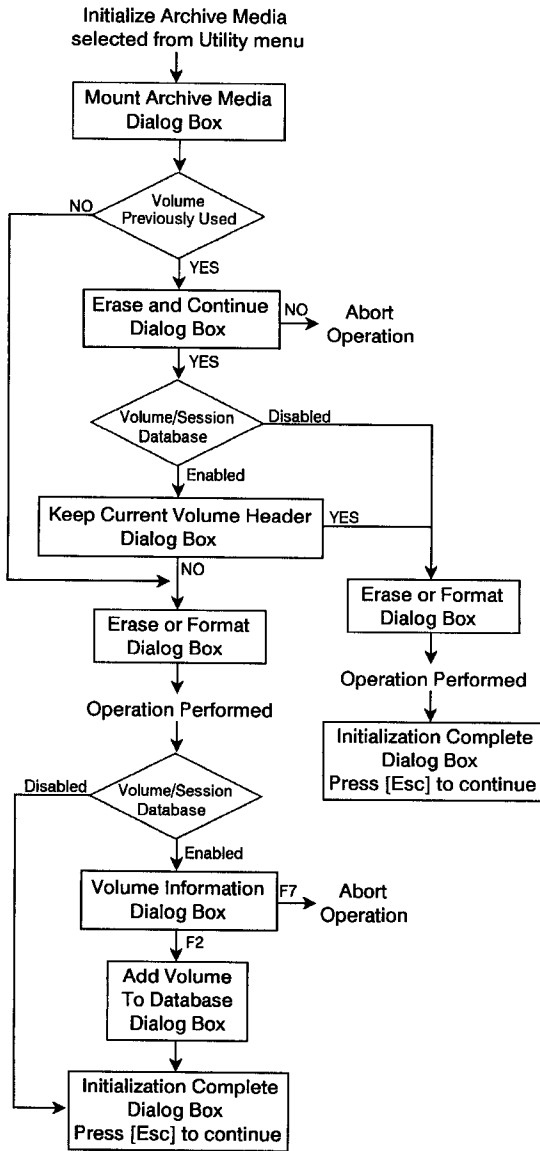 Initialize Archive Media
selected from Utility menu
Mount Archive Media
Dialog Box
Volume
Previously Used
NO
YES
Erase and Continue
Dialog Box
NO
Abort
Operation
YES
Volume/Session
Database
Disabled
Enabled
Keep Current Volume Header
Dialog Box
YES
NO
Erase or Format
Dialog Box
Operation Performed
Initialization Complete
Dialog Box
Press [Esc] to continue
Erase or Format
Dialog Box
Operation Performed
Volume/Session
Database
Disabled
Enabled
Volume Information
Dialog Box
F7
Abort
Operation
F2
Add Volume
To Database
Dialog Box
Initialization Complete
Dialog Box
Press [Esc] to continue